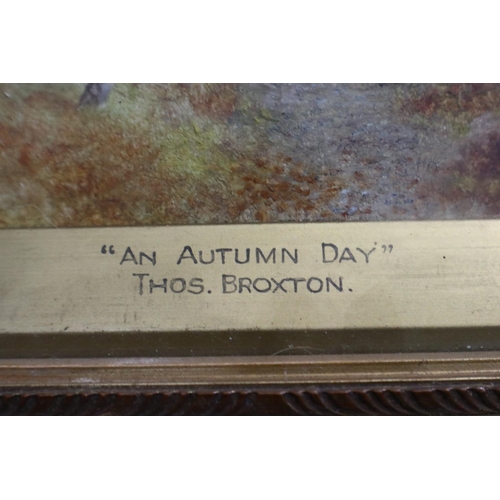 “AN AUTUMN DAY”
THOS. BROXTON.